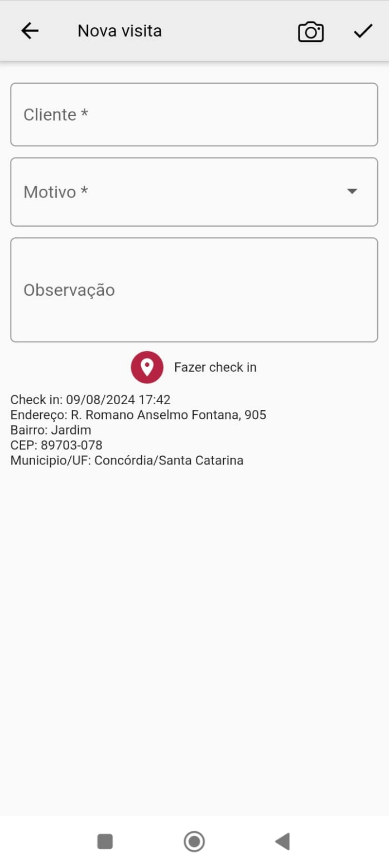 Nova visita
Cliente *
Motivo *
Observação
Fazer check in
Check in: 09/08/2024 17:42
Endereço: R. Romano Anselmo Fontana, 905
Bairro: Jardim
CEP: 89703-078
Municipio/UF: Concórdia/Santa Catarina